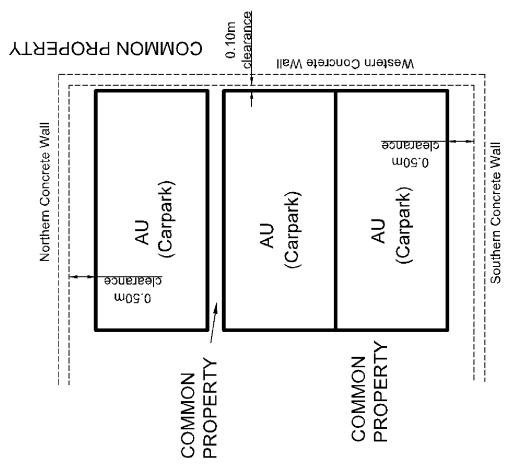 COMMON PROPERTY
0.10m
clearance
Western Concrete Wall
Northern Concrete Wall
AU
(Carpark)
0.50m
clearance
AU
(Carpark)
AU
(Carpark)
0.50m
clearance
Southern Concrete Wall
COMMON
PROPERTY
COMMON
PROPERTY